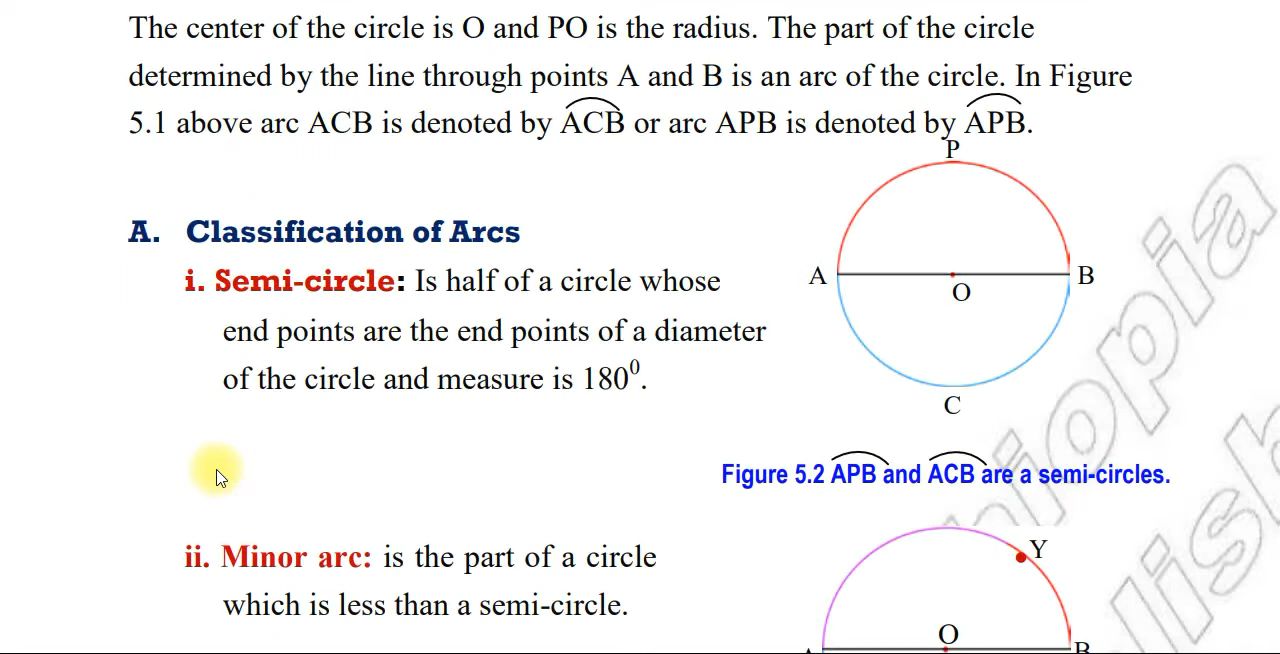 The center of the circle is O and PO is the radius. The part of the circle
determined by the line through points A and B is an arc of the circle. In Figure
5.1 above arc ACB is denoted by ACB or arc APB is denoted by APB.
P
A. Classification of Arcs
i. Semi-circle: Is half of a circle whose
A
B
O
end points are the end points of a diameter
of the circle and measure is 180⁰.
C
Figure 5.2 APB and ACB are a semi-circles.
ii. Minor arc: is the part of a circle
Y
which is less than a semi-circle.
O
B